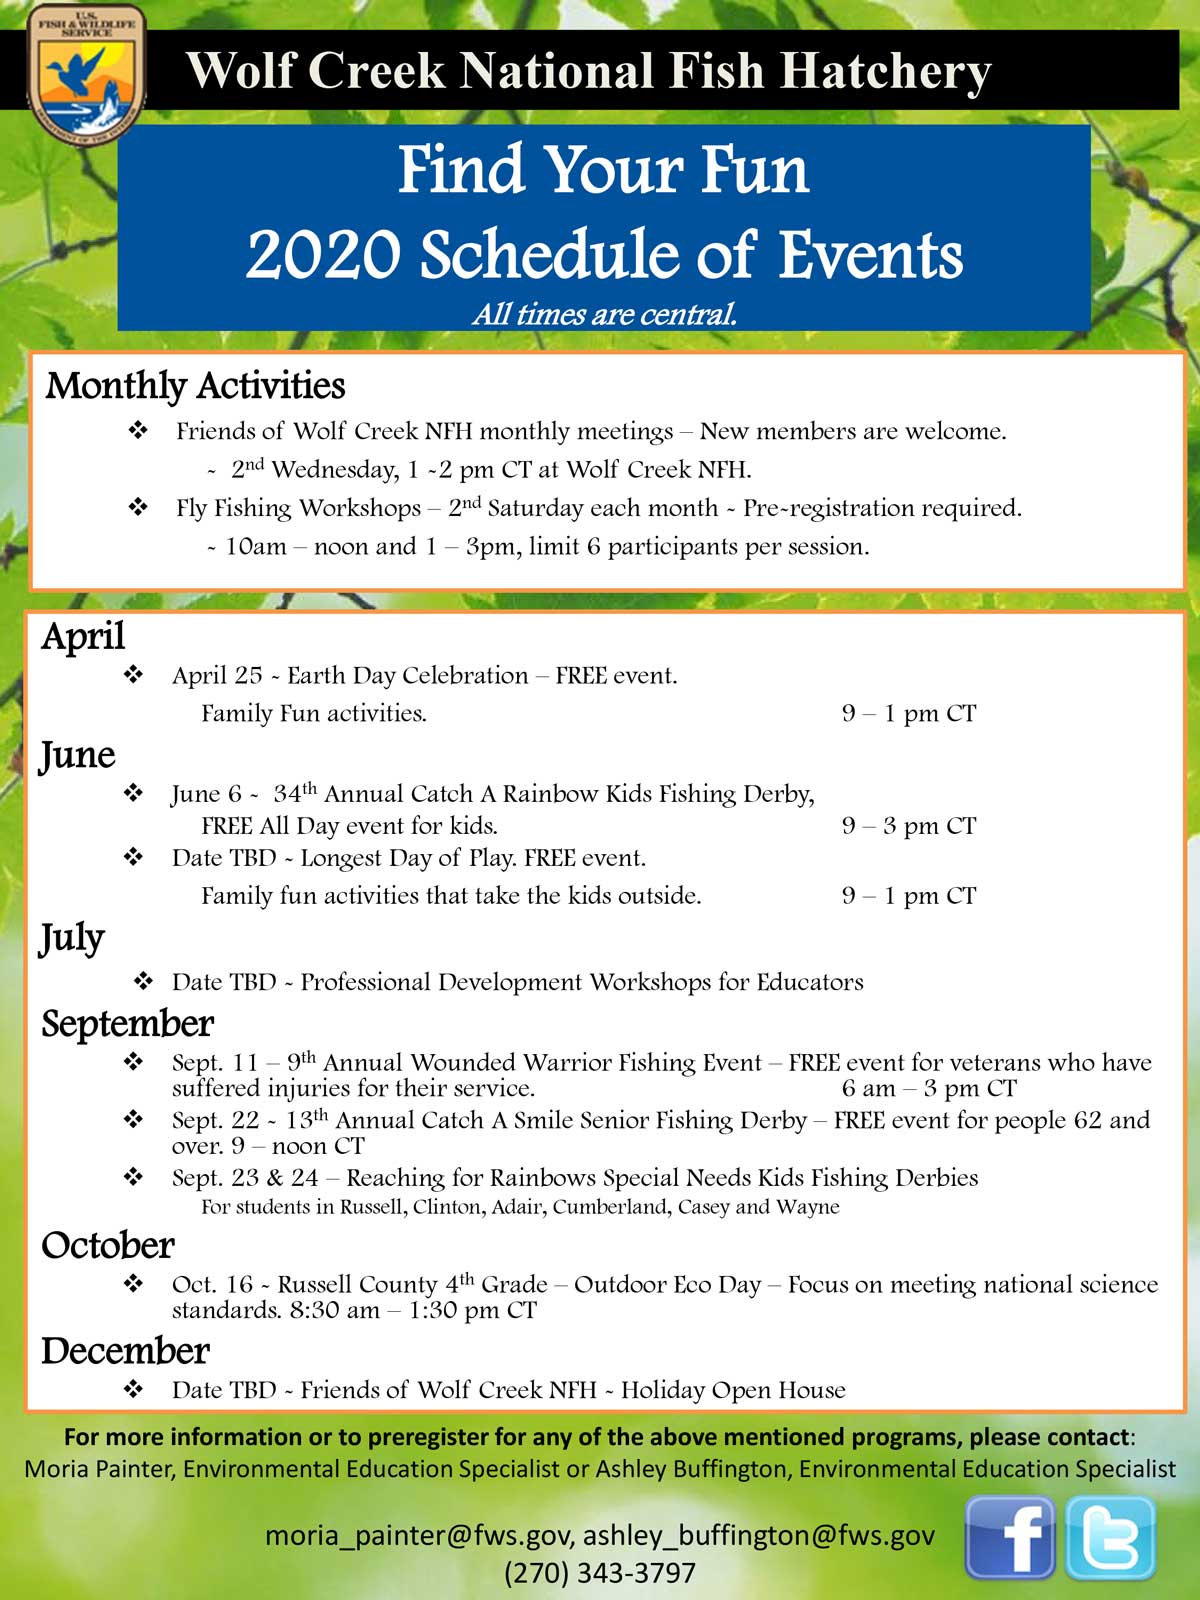 U.S.
FISH & WILDLIFE
SERVICE
DEPARTMENT OF THE INTERIOR
Wolf Creek National Fish Hatchery
Find Your Fun
2020 Schedule of Events
All times are central.
Monthly Activities
❖ Friends of Wolf Creek NFH monthly meetings – New members are welcome.
~ 2nd Wednesday, 1 -2 pm CT at Wolf Creek NFH.
❖ Fly Fishing Workshops – 2nd Saturday each month - Pre-registration required.
~ 10am – noon and 1 – 3pm, limit 6 participants per session.
April
❖ April 25 - Earth Day Celebration – FREE event.
Family Fun activities. 9 – 1 pm CT
June
❖ June 6 - 34th Annual Catch A Rainbow Kids Fishing Derby,
FREE All Day event for kids. 9 – 3 pm CT
❖ Date TBD - Longest Day of Play. FREE event.
Family fun activities that take the kids outside. 9 – 1 pm CT
July
❖ Date TBD - Professional Development Workshops for Educators
September
❖ Sept. 11 – 9th Annual Wounded Warrior Fishing Event – FREE event for veterans who have
suffered injuries for their service. 6 am – 3 pm CT
❖ Sept. 22 - 13th Annual Catch A Smile Senior Fishing Derby – FREE event for people 62 and
over. 9 – noon CT
❖ Sept. 23 & 24 – Reaching for Rainbows Special Needs Kids Fishing Derbies
For students in Russell, Clinton, Adair, Cumberland, Casey and Wayne
October
❖ Oct. 16 - Russell County 4th Grade – Outdoor Eco Day – Focus on meeting national science
standards. 8:30 am – 1:30 pm CT
December
❖ Date TBD - Friends of Wolf Creek NFH - Holiday Open House
For more information or to preregister for any of the above mentioned programs, please contact:
Moria Painter, Environmental Education Specialist or Ashley Buffington, Environmental Education Specialist
moria_painter@fws.gov, ashley_buffington@fws.gov
(270) 343-3797
f
t